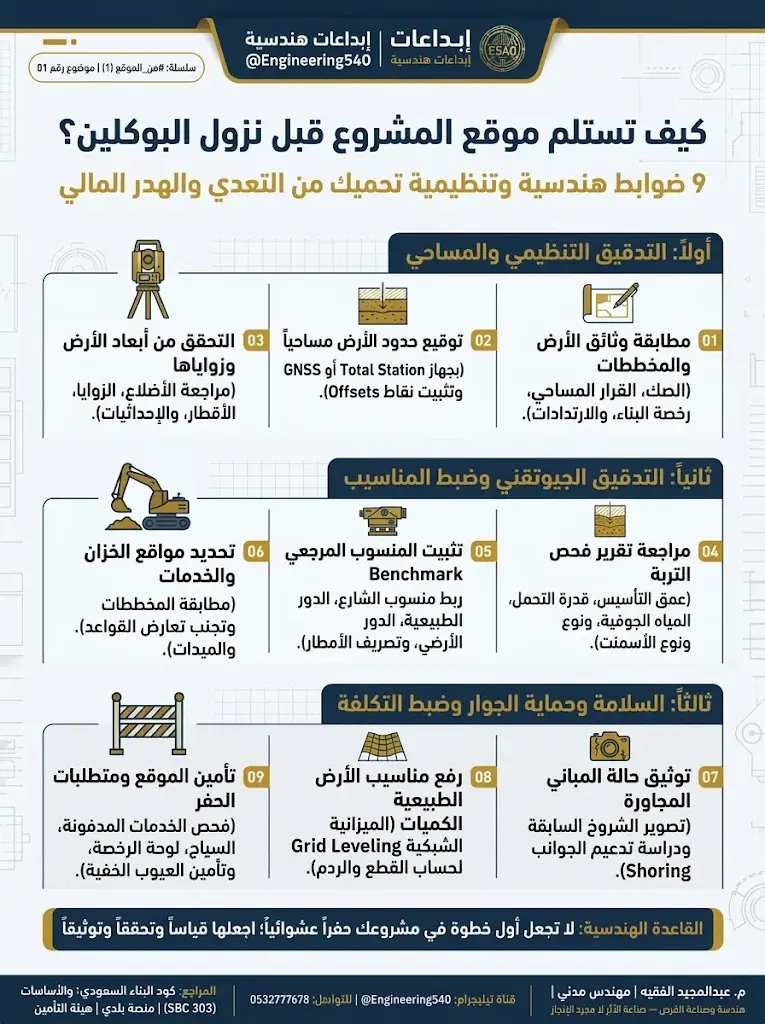 إبداعات
إبداعات هندسية
إبداعات هندسية
@Engineering540
ESAO
سلسلة: #من_الموقع (1) | موضوع رقم 01
كيف تستلم موقع المشروع قبل نزول البوكلين؟
9 ضوابط هندسية وتنظيمية تحميك من التعدي والهدر المالي
أولاً: التدقيق التنظيمي والمساحي
01
مطابقة وثائق الأرض
والمخططات
(الصك، القرار المساحي،
رخصة البناء، والارتدادات).
02
توقيع حدود الأرض مساحياً
(بجهاز Total Station أو GNSS
وتثبيت نقاط Offsets).
03
التحقق من أبعاد الأرض
وزواياها
(مراجعة الأضلاع، الزوايا،
الأقطار، والإحداثيات).
ثانياً: التدقيق الجيوتقني وضبط المناسيب
04
مراجعة تقرير فحص
التربة
(عمق التأسيس، قدرة التحمل،
المياه الجوفية، ونوع
ونوع الأسمنت).
05
تثبيت المنسوب المرجعي
Benchmark
ربط منسوب الشارع، الدور
الطبيعية، الدور
الأرضي، وتصريف الأمطار).
06
تحديد مواقع الخزان
والخدمات
(مطابقة المخططات
وتجنب تعارض القواعد).
والميدات).
ثالثاً: السلامة وحماية الجوار وضبط التكلفة
07
توثيق حالة المباني
المجاورة
(تصوير الشروخ السابقة
ودراسة تدعيم الجوانب
Shoring).
08
رفع مناسيب الأرض
الطبيعية
الكميات (الميزانية
الشبكية Grid Leveling
لحساب القطع والردم).
09
تأمين الموقع ومتطلبات
الحفر
(فحص الخدمات المدفونة،
السياج، لوحة الرخصة،
وتأمين العيوب الخفية).
القاعدة الهندسية: لا تجعل أول خطوة في مشروعك حفراً عشوائياً؛ اجعلها قياساً وتحققاً وتوثيقاً
م. عبدالمجيد الفقيه | مهندس مدني |
هندسة وصناعة الفرص — صناعة الأثر لا مجرد الإنجاز
قناة تيليجرام: @Engineering540 | للتواصل: 0532777678
المراجع: كود البناء السعودي: والأساسات
(SBC 303) | منصة بلدي | هيئة التأمين